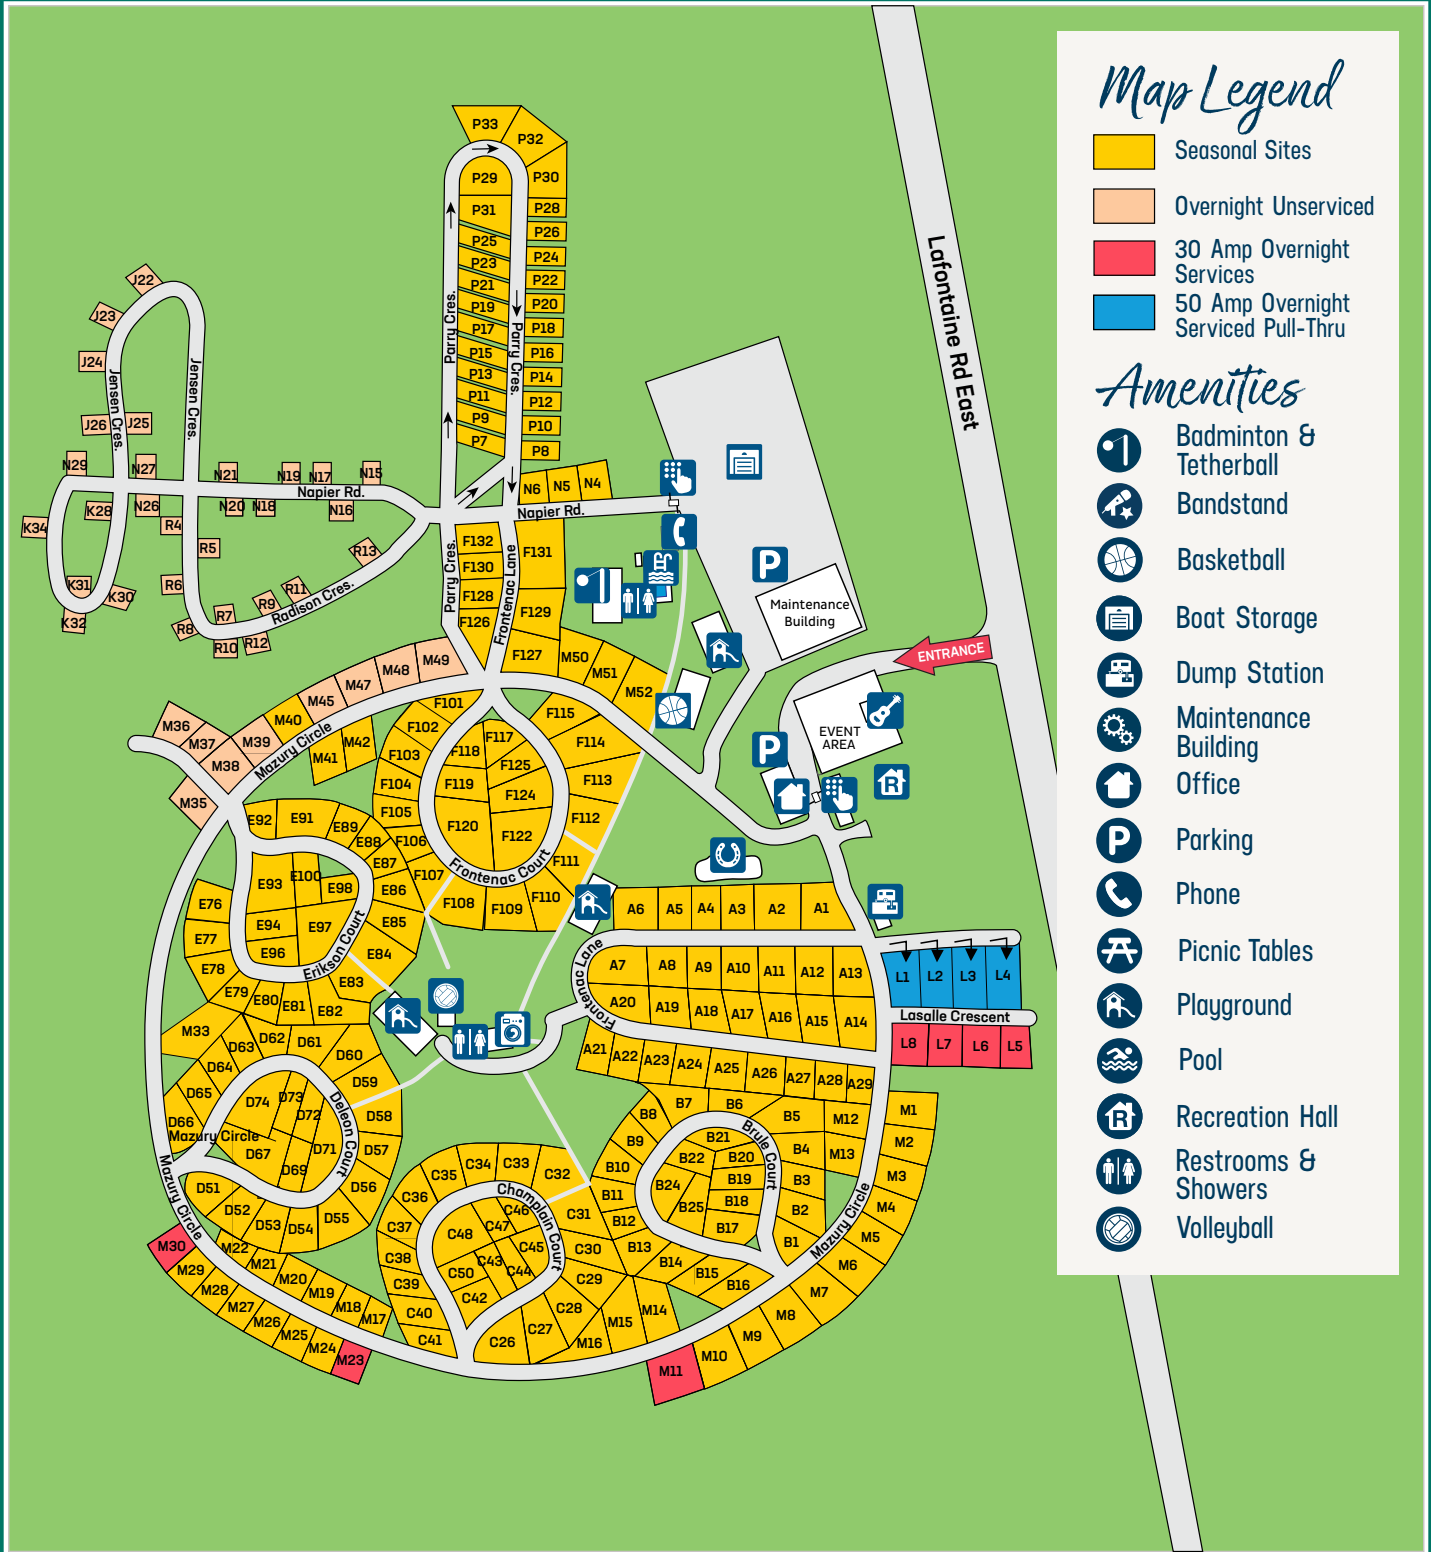 Map Legend
Seasonal Sites
Overnight Unserviced
30 Amp Overnight
Services
50 Amp Overnight
Serviced Pull-Thru
Amenities
Badminton &
Tetherball
Bandstand
Basketball
Boat Storage
Dump Station
Maintenance
Building
Office
P
Parking
Phone
Picnic Tables
Playground
Pool
R
Recreation Hall
Restrooms &
Showers
Volleyball
Lafontaine Rd East
ENTRANCE
Maintenance
Building
EVENT
AREA
P
P
R
P33
P32
P29
P30
P31
P28
P26
P25
P24
P23
P22
P21
P20
P19
P18
P17
P16
P15
P14
P13
P12
P11
P10
P9
P8
P7
Parry Cres.
Parry Cres.
Parry Cres.
J22
J23
J24
J26
J25
Jensen Cres.
Jensen Cres.
N29
N27
N21
N19
N17
N15
Napier Rd.
N26
N20
N18
N16
N6
N5
N4
Napier Rd.
K28
K34
K31
K30
K32
R4
R5
R6
R7
R8
R9
R10
R11
R12
R13
Radison Cres.
F132
F131
F130
F128
F129
F126
F127
Frontenac Lane
M50
M51
M52
M49
M48
M47
M45
M40
M39
M36
M37
M38
M35
M41
M42
Mazury Circle
F101
F102
F103
F104
F105
F106
F107
F108
F109
F110
F111
F112
F113
F114
F115
F117
F118
F119
F120
F122
F124
F125
Frontenac Court
E92
E91
E89
E88
E87
E86
E85
E84
E83
E82
E81
E80
E79
E78
E77
E76
E93
E100
E98
E97
E94
E96
Erikson Court
A6
A5
A4
A3
A2
A1
A7
A8
A9
A10
A11
A12
A13
A20
A19
A18
A17
A16
A15
A14
A21
A22
A23
A24
A25
A26
A27
A28
A29
Frontenac Lane
L1
L2
L3
L4
Lasalle Crescent
L8
L7
L6
L5
M33
D63
D62
D61
D60
D59
D58
D57
D56
D55
D54
D53
D52
D51
D64
D65
D66
D74
D73
D72
D71
D69
D67
Mazury Circle
Deleon Court
Mazury Circle
M30
M29
M28
M27
M26
M25
M24
M23
M22
M21
M20
M19
M18
M17
C36
C35
C34
C33
C32
C31
C30
C29
C28
C27
C26
C37
C38
C39
C40
C41
C48
C47
C46
C45
C44
C43
C50
C42
Champlain Court
M16
M15
M14
M11
M10
M9
M8
M7
M6
M5
M4
M3
M2
M1
M12
M13
Mazury Circle
B8
B7
B6
B5
B9
B10
B11
B12
B13
B14
B15
B16
B4
B3
B2
B1
B21
B22
B20
B19
B18
B17
B24
B25
Brule Court